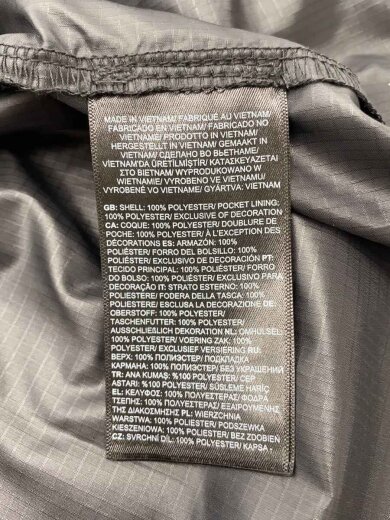 MADE IN VIETNAM/ FABRIQUÉ AU VIETNAM/
FABRICADO EN VIETNAM/ FABRICADO NO
VIETNAME/ PRODOTTO IN VIETNAM/
HERGESTELLT IN VIETNAM/ GEMAAKT IN
VIETNAM/ СДЕЛАНО ВО ВЬЕТНАМЕ/
VIETNAM'DA ÜRETİLMİŞTİR/ ΚΑΤΑΣΚΕΥΑΖΕΤΑΙ
ΣΤΟ ΒΙΕΤΝΑΜ/ WYPRODUKOWANO W
WIETNAMIE/ VYROBENO VE VIETNAMU/
VYROBENÉ VO VIETNAME/ GYÁRTVA: VIETNAM
GB: SHELL: 100% POLYESTER/ POCKET LINING:
100% POLYESTER/ EXCLUSIVE OF DECORATION
CA: COQUE: 100% POLYESTER/ DOUBLURE DE
POCHE: 100% POLYESTER/ À L'EXCEPTION DES
DÉCORATIONS ES: ARMAZÓN: 100%
POLIÉSTER/ FORRO DEL BOLSILLO: 100%
POLIÉSTER/ EXCLUSIVO DE DECORACIÓN PT:
TECIDO PRINCIPAL: 100% POLIÉSTER/ FORRO
DO BOLSO: 100% POLIÉSTER/ EXCLUSIVO PARA
DECORAÇÃO IT: STRATO ESTERNO: 100%
POLIESTERE/ FODERA DELLA TASCA: 100%
POLIESTERE/ ESCLUSA LA DECORAZIONE DE:
OBERSTOFF: 100% POLYESTER/
TASCHENFUTTER: 100% POLYESTER/
AUSSCHLIEßLICH DEKORATION NL: OMHULSEL:
100% POLYESTER/ VOERING ZAK: 100%
POLYESTER/ EXCLUSIEF VERSIERING RU:
ВЕРХ: 100% ПОЛИЭСТЕР/ ПОДКЛАДКА
КАРМАНА: 100% ПОЛИЭСТЕР/ БЕЗ УКРАШЕНИЙ
TR: ANA KUMAŞ: %100 POLYESTER/ CEP
ASTARI: %100 POLYESTER/ SÜSLEME HARİÇ
EL: ΚΕΛΥΦΟΣ: 100% ΠΟΛΥΕΣΤΕΡΑΣ/ ΦΟΔΡΑ
ΤΣΕΠΗΣ: 100% ΠΟΛΥΕΣΤΕΡΑΣ/ ΕΞΑΙΡΟΥΜΕΝΗΣ
ΤΗΣ ΔΙΑΚΟΣΜΗΣΗΣ PL: WIERZCHNIA
WARSTWA: 100% POLIESTER/ PODSZEWKA
KIESZENIOWA: 100% POLIESTER/ BEZ ZDOBIEŃ
CZ: SVRCHNÍ DÍL: 100% POLYESTER/ KAPSA :